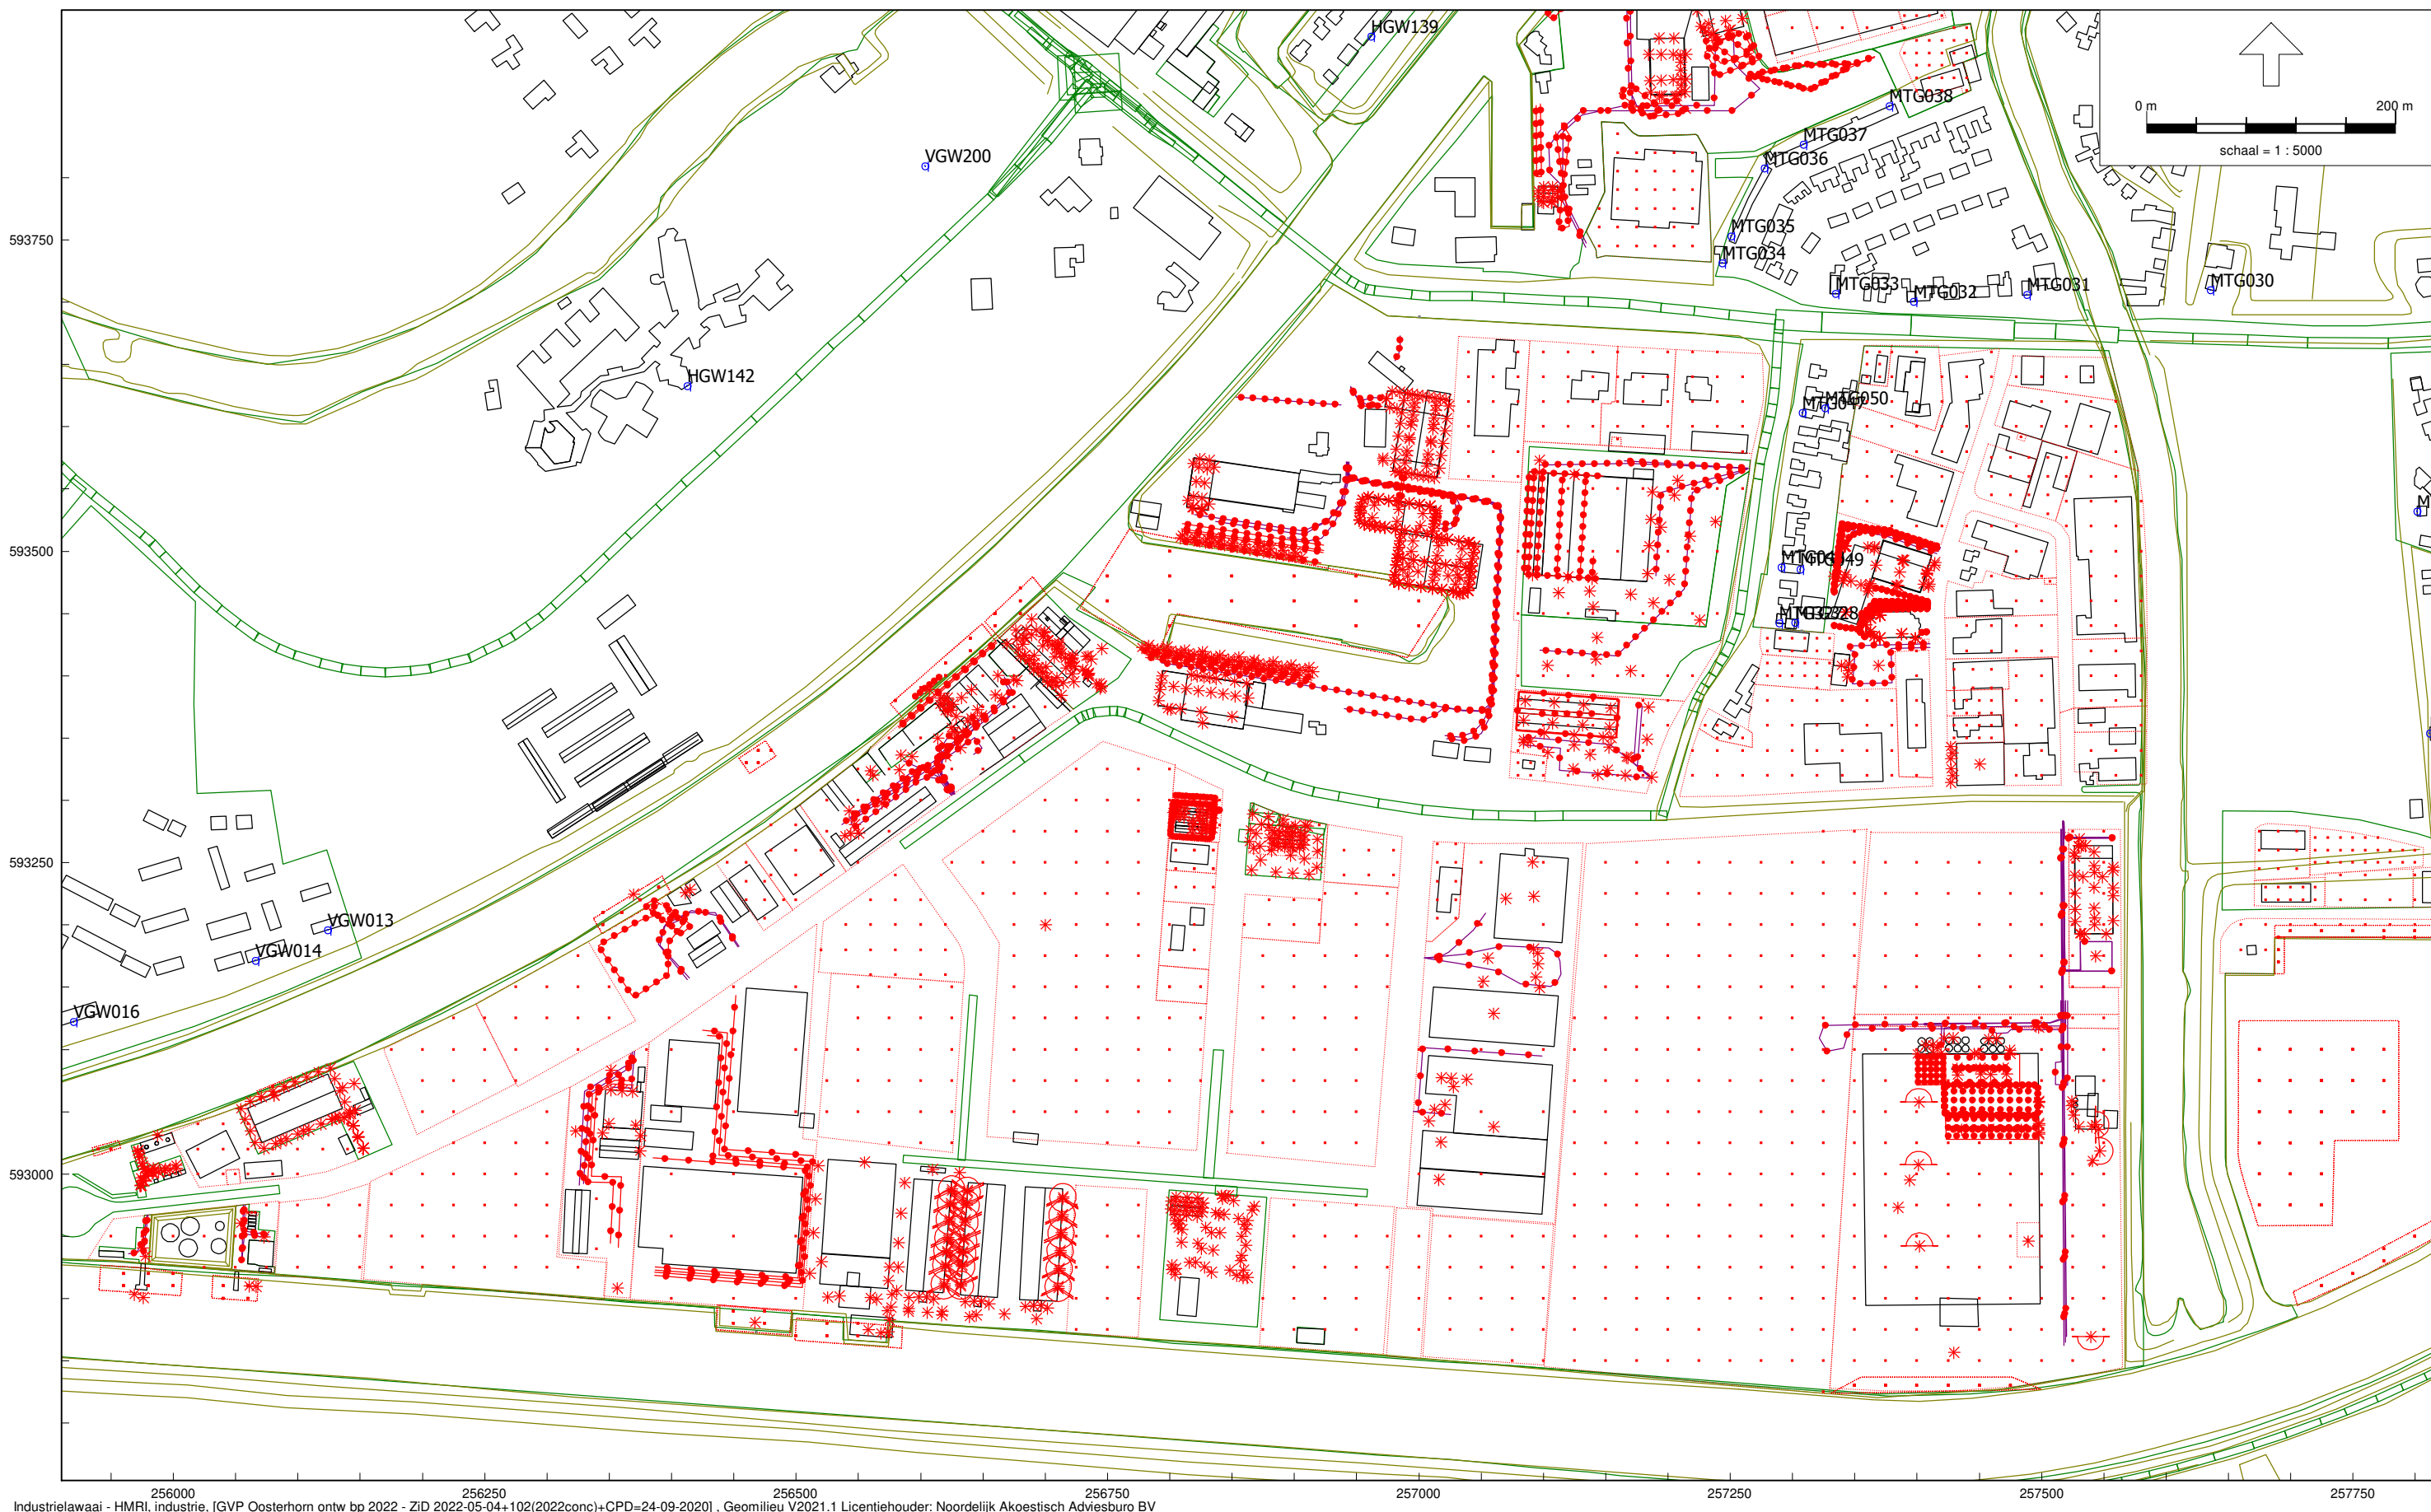 HGW139
0 m 200 m
schaal = 1 : 5000
MTG038
MTG037
MTG036
VGW200
MTG035
MTG034
593750
MTG033
MTG032
MTG031
MTG030
HGW142
MTG050
593500
593250
VGW013
VGW014
VGW016
593000
256000 256250 256500 256750 257000 257250 257500 257750
Industrielawaai - HMRI, industrie, [GVP Oosterhorn ontw bp 2022 - ZiD 2022-05-04+102(2022conc)+CPD=24-09-2020] , Geomilieu V2021.1 Licentiehouder: Noordelijk Akoestisch Adviesburo BV